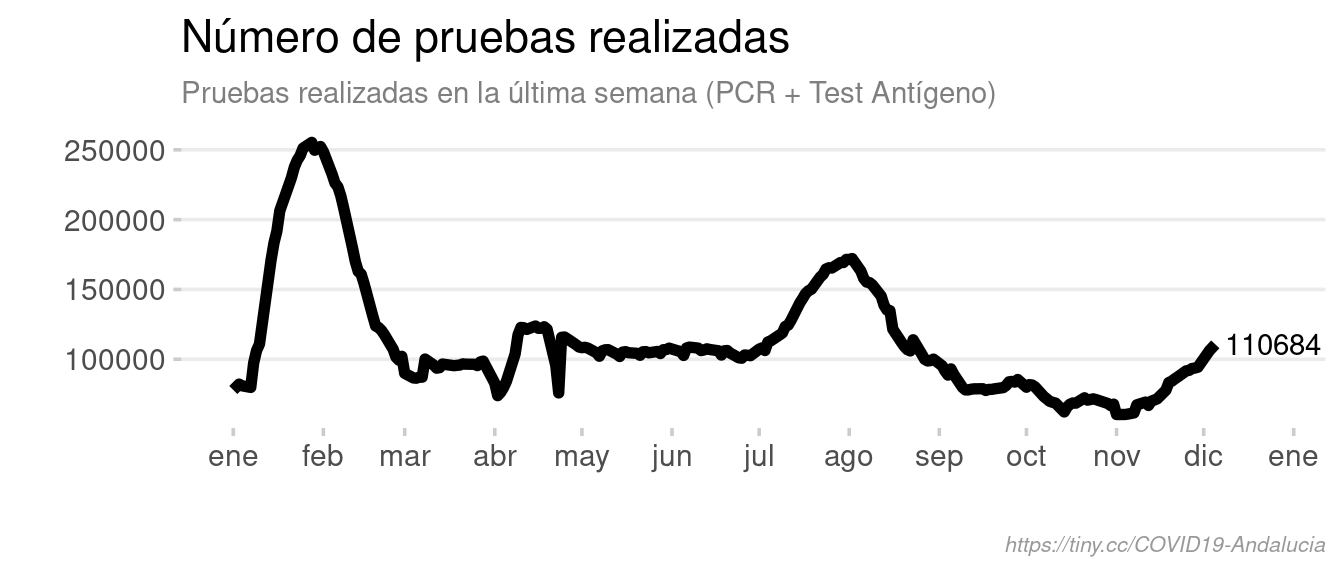 Número de pruebas realizadas
Pruebas realizadas en la última semana (PCR + Test Antígeno)
250000
200000
150000
100000
110684
ene feb mar abr may jun jul ago sep oct nov dic ene
https://tiny.cc/COVID19-Andalucia